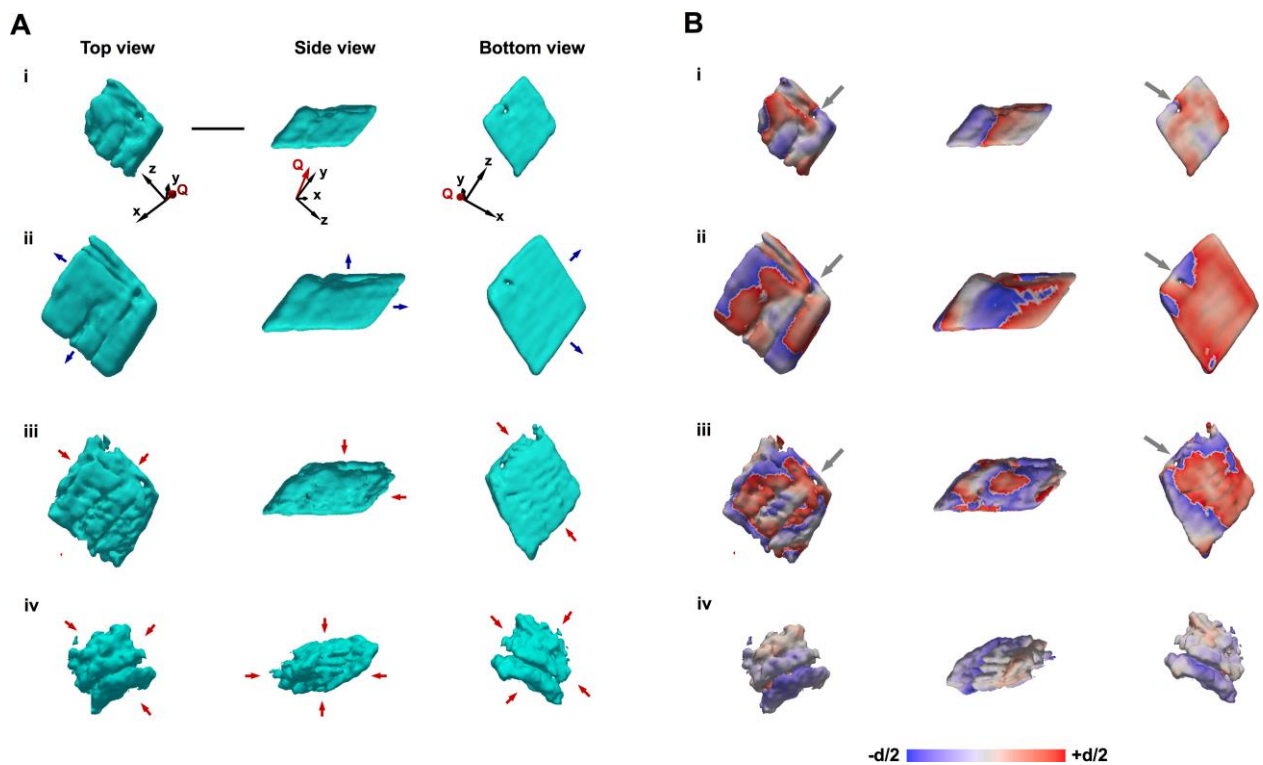 A
Top view Side view Bottom view
i
z y Q x
Q y x z
z y Q x
ii
iii
iv
B
i
ii
iii
iv
-d/2 +d/2